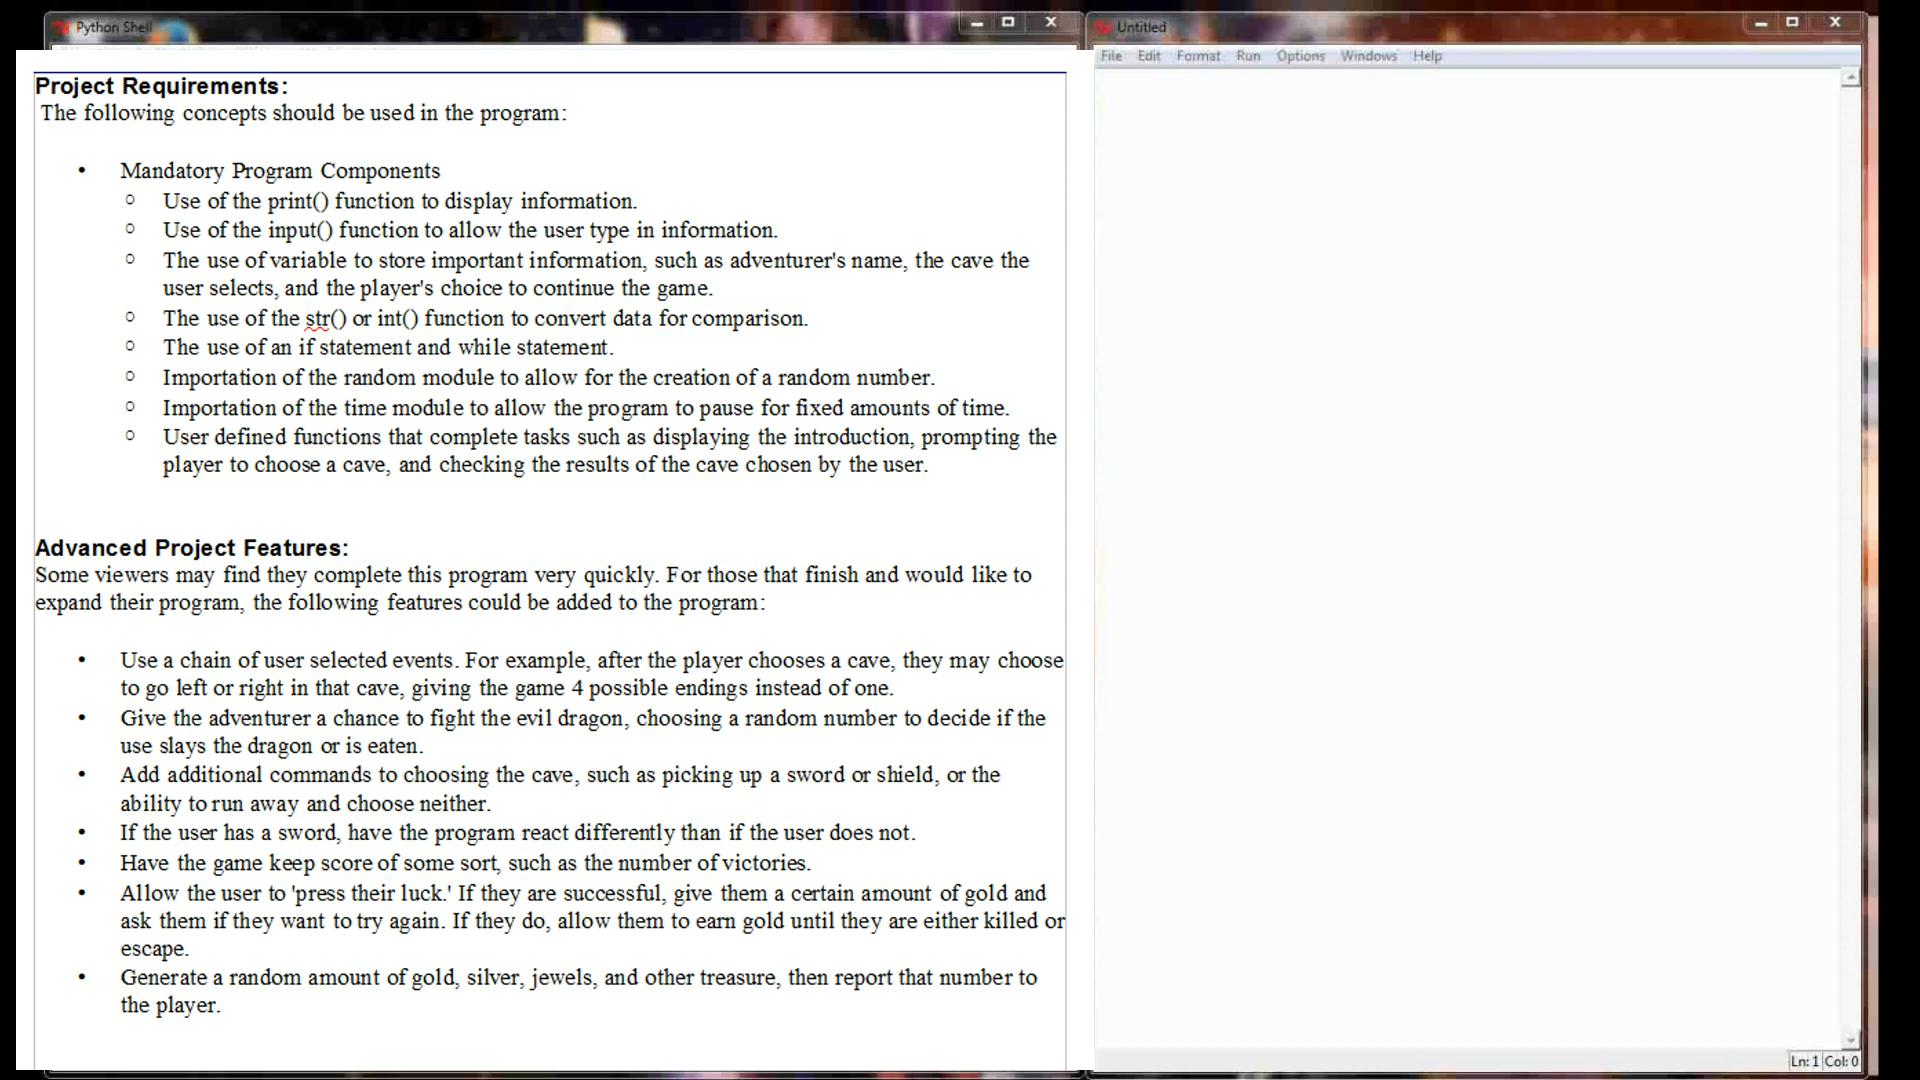 Python Shell
Untitled
File Edit Format Run Options Windows Help
Project Requirements:
The following concepts should be used in the program:
• Mandatory Program Components
○ Use of the print() function to display information.
○ Use of the input() function to allow the user type in information.
○ The use of variable to store important information, such as adventurer's name, the cave the
user selects, and the player's choice to continue the game.
○ The use of the str() or int() function to convert data for comparison.
○ The use of an if statement and while statement.
○ Importation of the random module to allow for the creation of a random number.
○ Importation of the time module to allow the program to pause for fixed amounts of time.
○ User defined functions that complete tasks such as displaying the introduction, prompting the
player to choose a cave, and checking the results of the cave chosen by the user.
Advanced Project Features:
Some viewers may find they complete this program very quickly. For those that finish and would like to
expand their program, the following features could be added to the program:
• Use a chain of user selected events. For example, after the player chooses a cave, they may choose
to go left or right in that cave, giving the game 4 possible endings instead of one.
• Give the adventurer a chance to fight the evil dragon, choosing a random number to decide if the
use slays the dragon or is eaten.
• Add additional commands to choosing the cave, such as picking up a sword or shield, or the
ability to run away and choose neither.
• If the user has a sword, have the program react differently than if the user does not.
• Have the game keep score of some sort, such as the number of victories.
• Allow the user to 'press their luck.' If they are successful, give them a certain amount of gold and
ask them if they want to try again. If they do, allow them to earn gold until they are either killed or
escape.
• Generate a random amount of gold, silver, jewels, and other treasure, then report that number to
the player.
Ln: 1 Col: 0